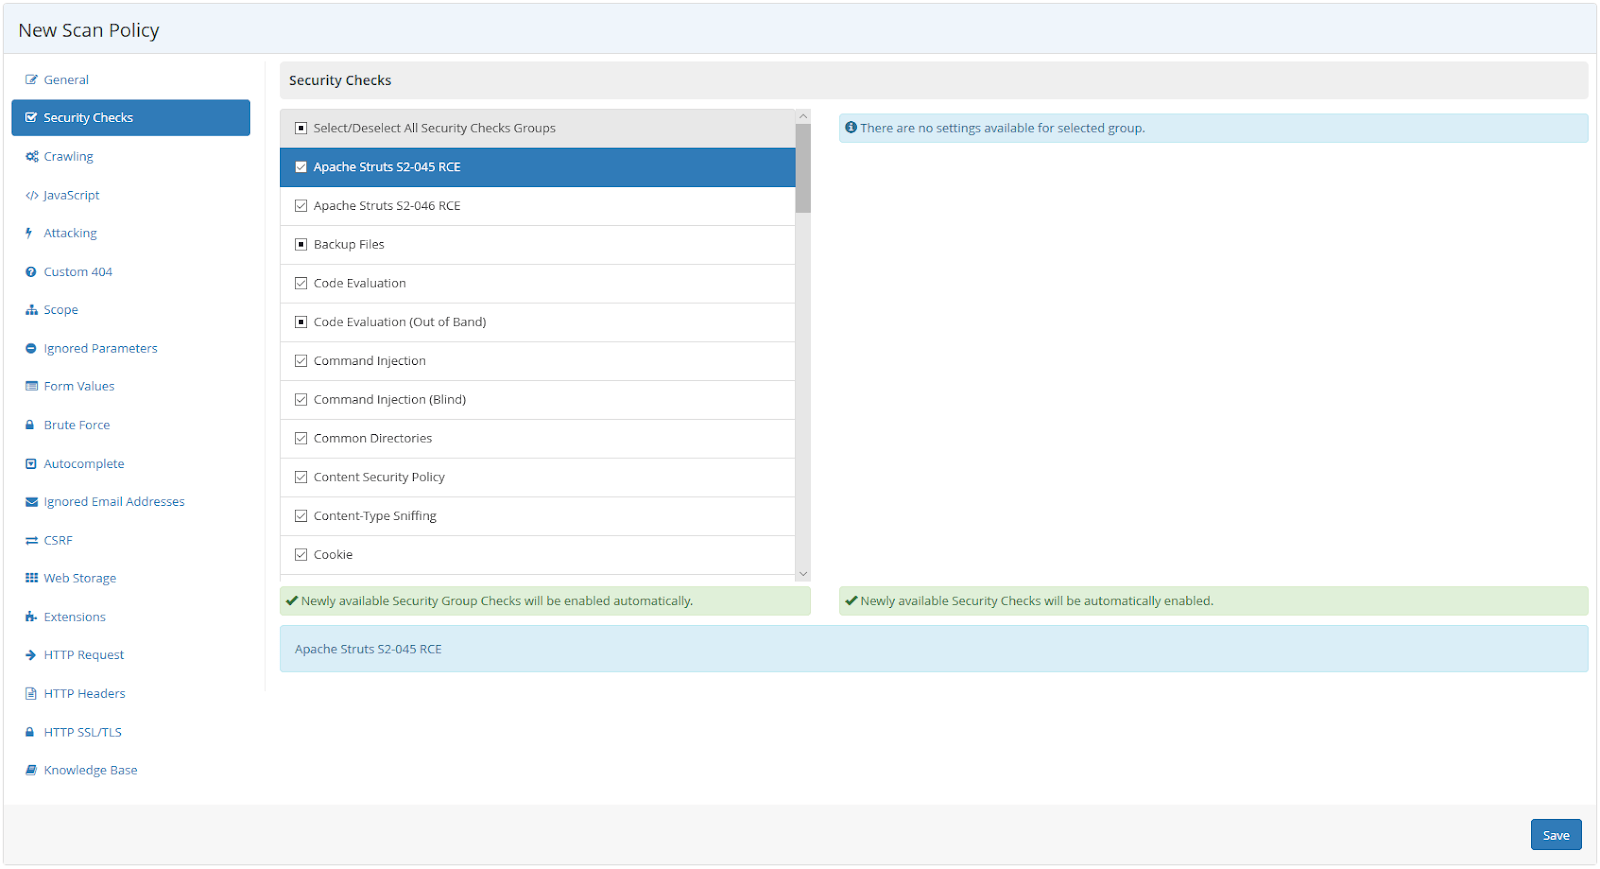 New Scan Policy
General
Security Checks
Crawling
JavaScript
Attacking
Custom 404
Scope
Ignored Parameters
Form Values
Brute Force
Autocomplete
Ignored Email Addresses
CSRF
Web Storage
Extensions
HTTP Request
HTTP Headers
HTTP SSL/TLS
Knowledge Base
Security Checks
Select/Deselect All Security Checks Groups
Apache Struts S2-045 RCE
Apache Struts S2-046 RCE
Backup Files
Code Evaluation
Code Evaluation (Out of Band)
Command Injection
Command Injection (Blind)
Common Directories
Content Security Policy
Content-Type Sniffing
Cookie
Newly available Security Group Checks will be enabled automatically.
There are no settings available for selected group.
Newly available Security Checks will be automatically enabled.
Apache Struts S2-045 RCE
Save